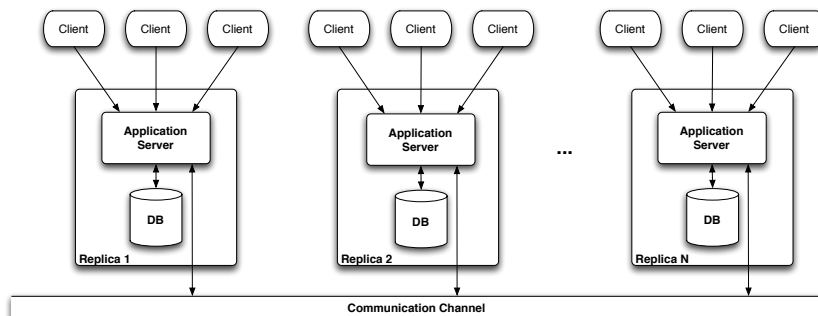 Client
Client
Client
Client
Client
Client
Client
Client
Client
Application
Server
Application
Server
...
Application
Server
DB
DB
DB
Replica 1
Replica 2
Replica N
Communication Channel